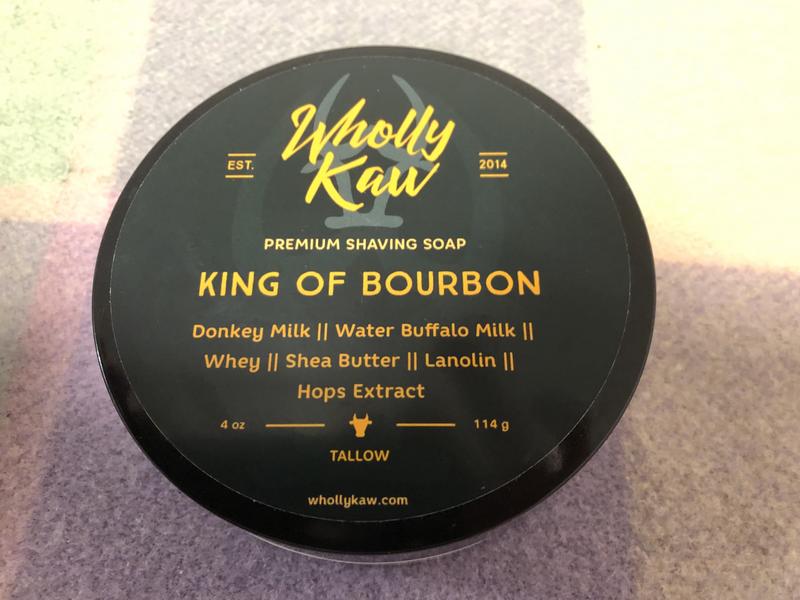 Wholly
Kaw
EST. 2014
PREMIUM SHAVING SOAP
KING OF BOURBON
Donkey Milk || Water Buffalo Milk ||
Whey || Shea Butter || Lanolin ||
Hops Extract
4 oz 114 g
TALLOW
whollykaw.com